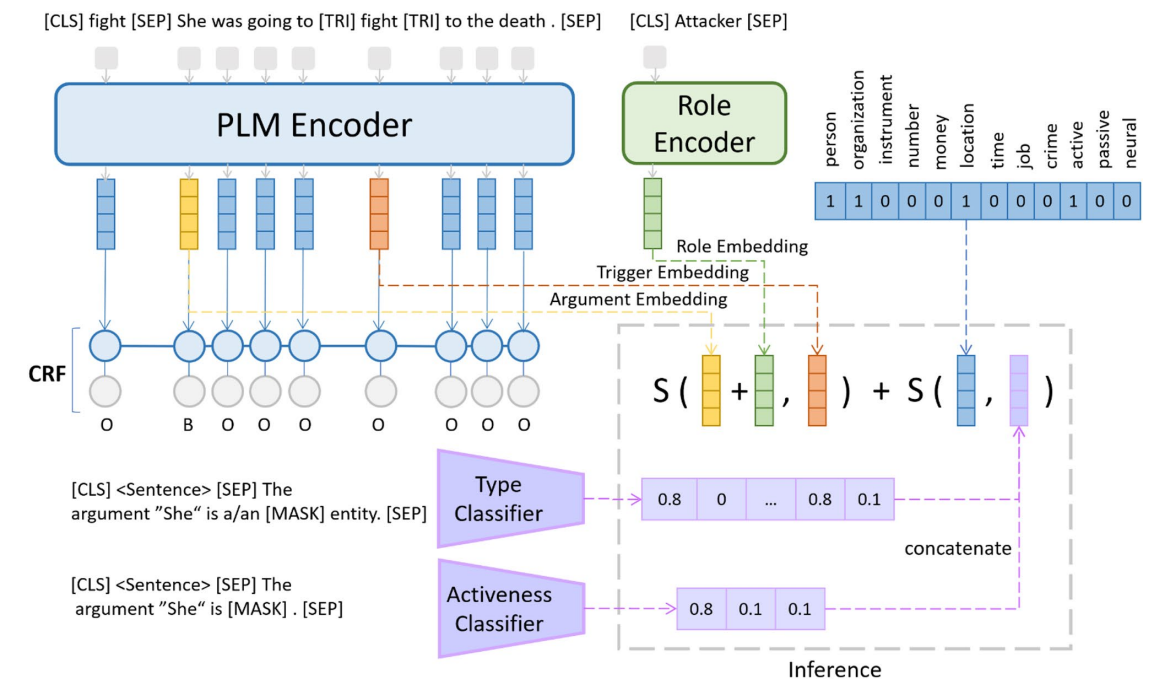 [CLS] fight [SEP] She was going to [TRI] fight [TRI] to the death . [SEP]
[CLS] Attacker [SEP]
PLM Encoder
Role
Encoder
person
organization
instrument
number
money
location
time
job
crime
active
passive
neural
1 1 0 0 0 1 0 0 0 1 0 0
Role Embedding
Trigger Embedding
Argument Embedding
CRF
O B O O O O O O O
S ( + , ) + S ( , )
[CLS] <Sentence> [SEP] The
argument ”She“ is a/an [MASK] entity. [SEP]
Type
Classifier
0.8 0 ... 0.8 0.1
concatenate
[CLS] <Sentence> [SEP] The
argument ”She“ is [MASK] . [SEP]
Activeness
Classifier
0.8 0.1 0.1
Inference